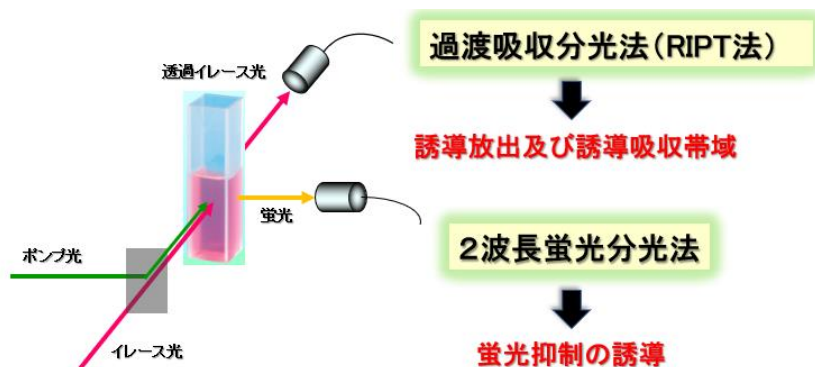 過渡吸収分光法(RIPT法)
透過イレース光
誘導放出及び誘導吸収帯域
蛍光
２波長蛍光分光法
ポンプ光
イレース光
蛍光抑制の誘導